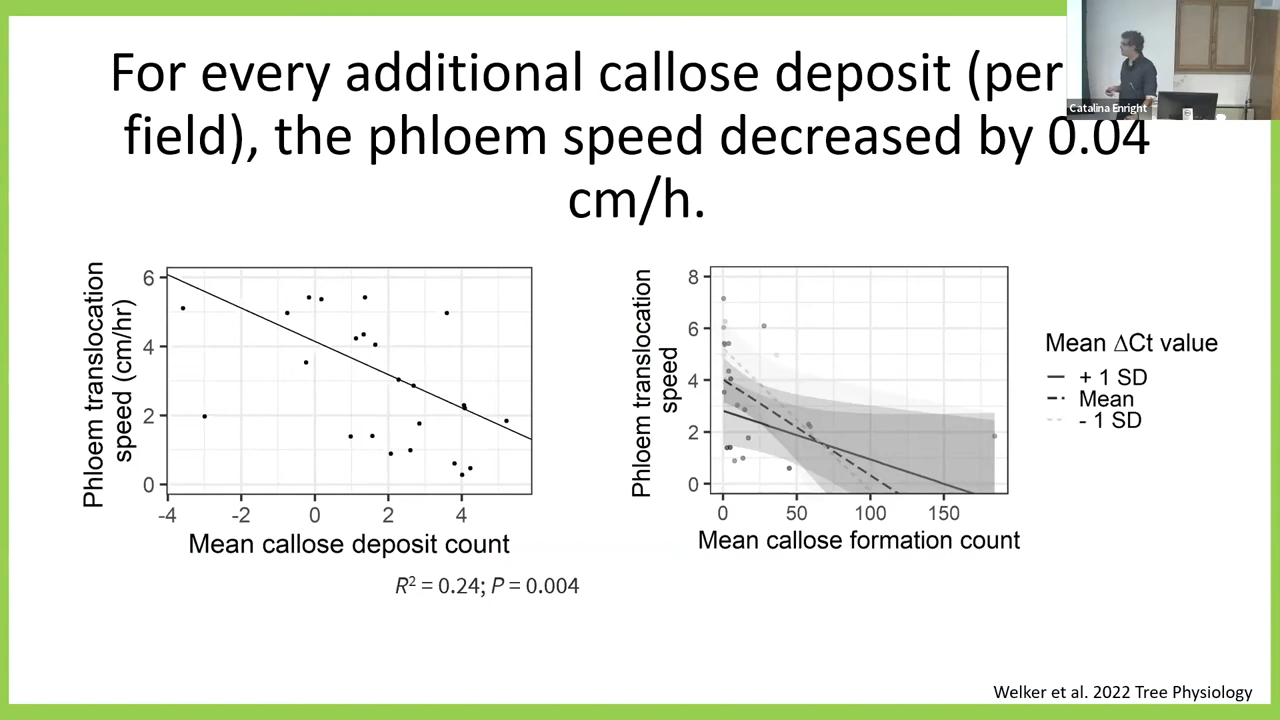 For every additional callose deposit (per
field), the phloem speed decreased by 0.04
cm/h.
Catalina Enright
Phloem translocation
speed (cm/hr)
6
4
2
0
-4 -2 0 2 4
Mean callose deposit count
R² = 0.24; P = 0.004
Phloem translocation
speed
8
6
4
2
0
0 50 100 150
Mean callose formation count
Mean ΔCt value
+ 1 SD
Mean
- 1 SD
Welker et al. 2022 Tree Physiology